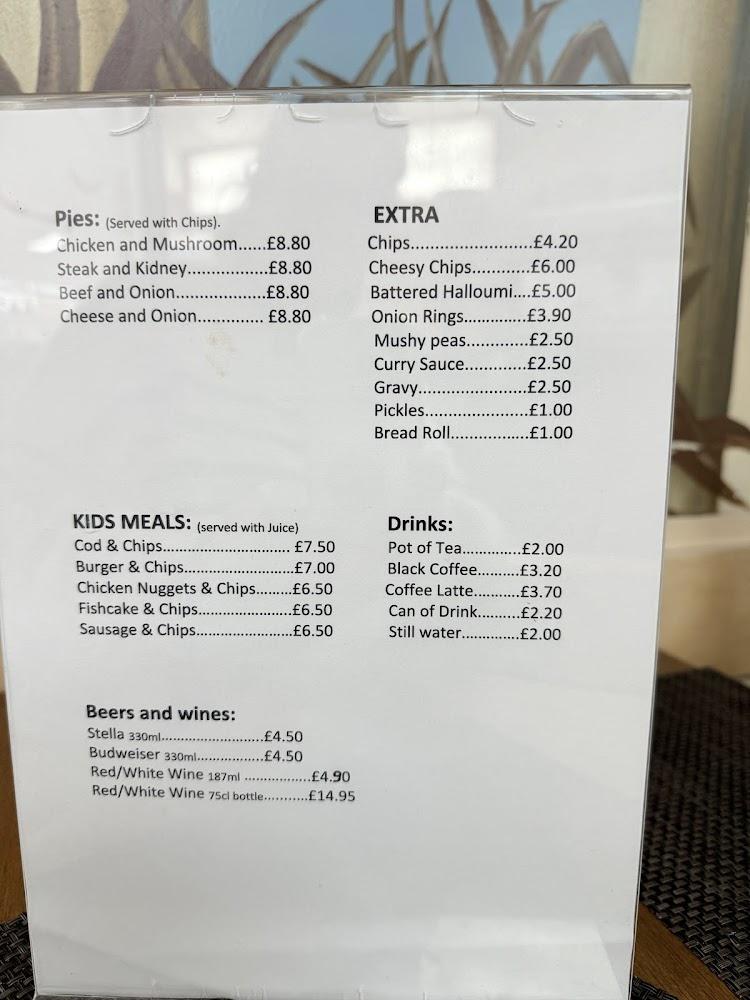 Pies: (Served with Chips).
Chicken and Mushroom......£8.80
Steak and Kidney................£8.80
Beef and Onion...................£8.80
Cheese and Onion.............. £8.80
EXTRA
Chips..........................£4.20
Cheesy Chips............£6.00
Battered Halloumi....£5.00
Onion Rings.............£3.90
Mushy peas.............£2.50
Curry Sauce.............£2.50
Gravy.......................£2.50
Pickles......................£1.00
Bread Roll.................£1.00
KIDS MEALS: (served with Juice)
Cod & Chips............................. £7.50
Burger & Chips.........................£7.00
Chicken Nuggets & Chips.........£6.50
Fishcake & Chips......................£6.50
Sausage & Chips.......................£6.50
Drinks:
Pot of Tea..............£2.00
Black Coffee..........£3.20
Coffee Latte...........£3.70
Can of Drink..........£2.20
Still water..............£2.00
Beers and wines:
Stella 330ml........................£4.50
Budweiser 330ml................£4.50
Red/White Wine 187ml .................£4.90
Red/White Wine 75cl bottle...........£14.95